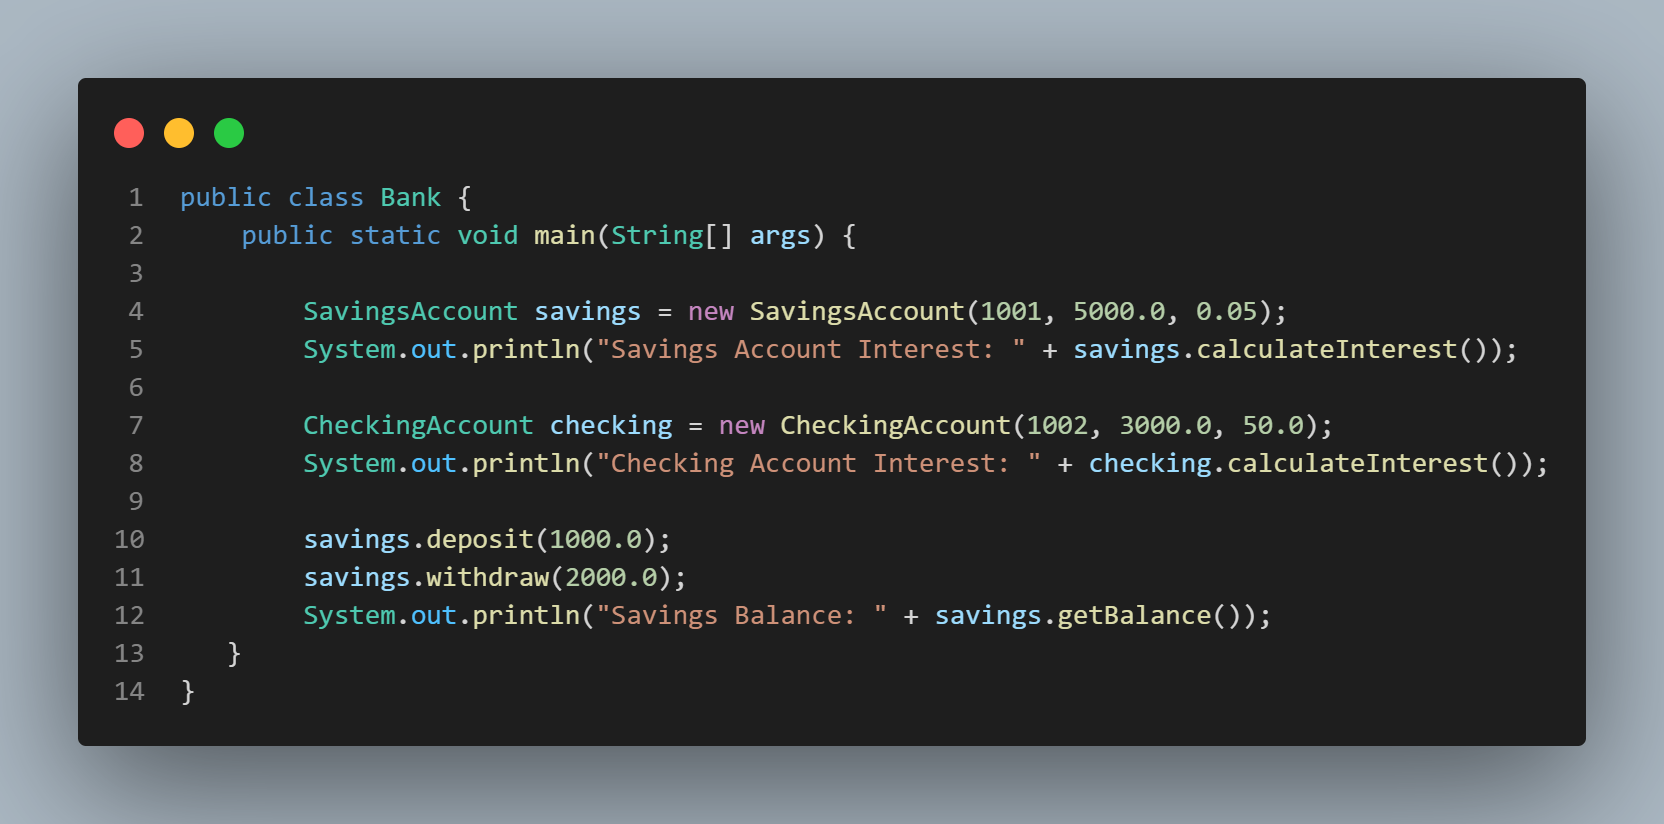 1 public class Bank {
2     public static void main(String[] args) {
3
4         SavingsAccount savings = new SavingsAccount(1001, 5000.0, 0.05);
5         System.out.println("Savings Account Interest: " + savings.calculateInterest());
6
7         CheckingAccount checking = new CheckingAccount(1002, 3000.0, 50.0);
8         System.out.println("Checking Account Interest: " + checking.calculateInterest());
9
10         savings.deposit(1000.0);
11         savings.withdraw(2000.0);
12         System.out.println("Savings Balance: " + savings.getBalance());
13    }
14 }